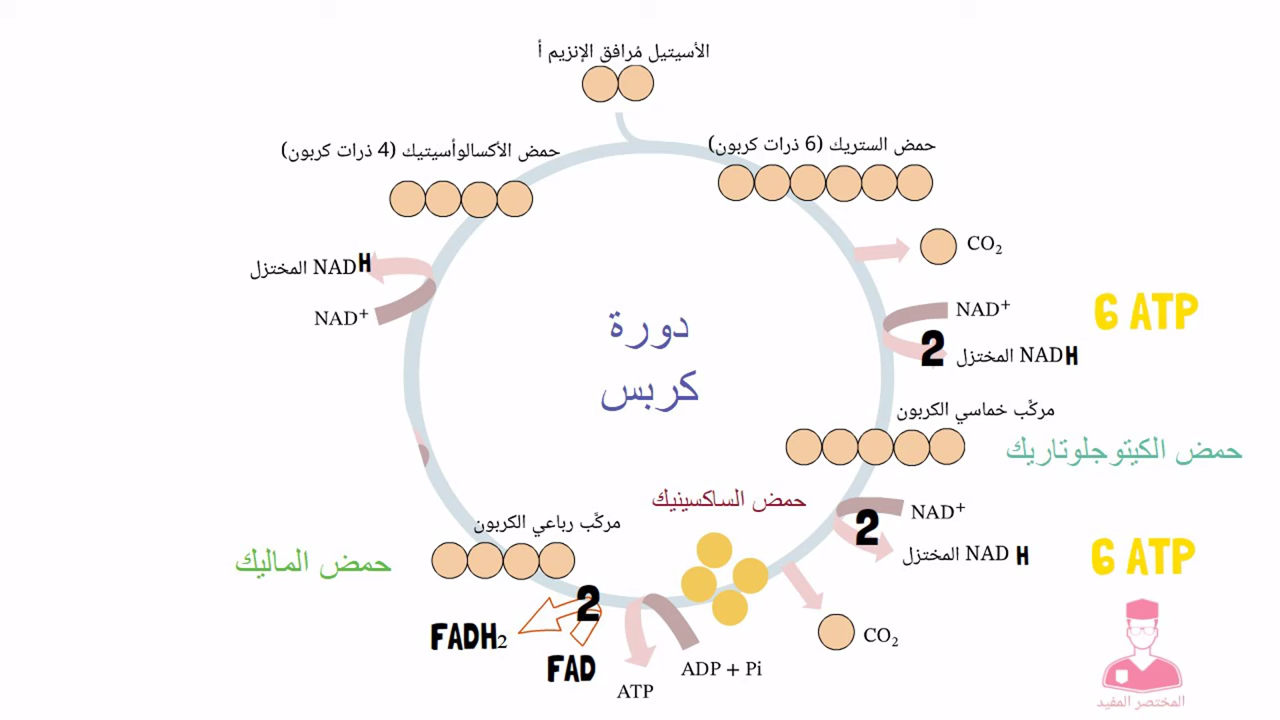 الأسيتيل مُرافق الإنزيم أ
حمض الستريك (6 ذرات كربون)
حمض الأكسالوأسيتيك (4 ذرات كربون)
CO₂
NAD⁺
2
NADH المختزل
6 ATP
مركَّب خماسي الكربون
حمض الكيتوجلوتاريك
NAD⁺
2
NAD H المختزل
6 ATP
CO₂
حمض الساكسينيك
ADP + Pi
ATP
2
FAD
FADH₂
مركَّب رباعي الكربون
حمض الماليك
NAD⁺
NADH المختزل
دورة
كربس
المختصر المفيد